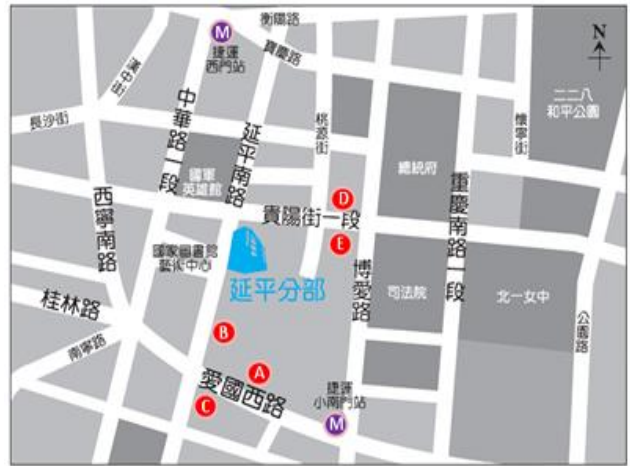 衡陽路
N
M
捷運
西門站
寶慶路
漢中街
二二八
和平公園
中華路一段
延平南路
桃源街
懷寧街
長沙街
國軍
英雄館
總統府
重慶南路一段
西寧南路
D
貴陽街一段
E
國家圖書館
藝術中心
延平分部
博愛路
司法院
北一女中
桂林路
公園路
B
南寧路
A
愛國西路
C
捷運
小南門站
M